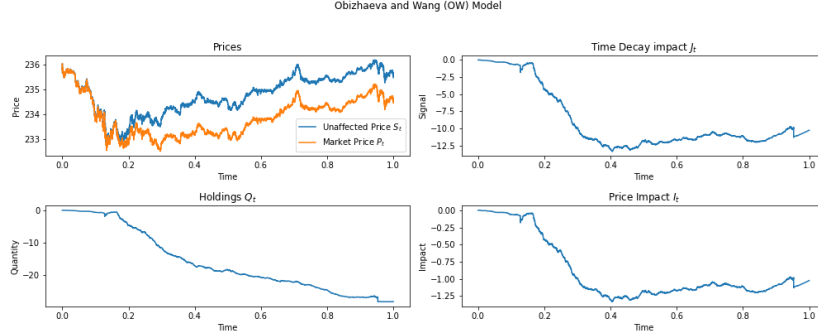 Obizhaeva and Wang (OW) Model
Prices
Price
236
235
234
233
Unaffected Price Sₜ
Market Price Pₜ
0.0 0.2 0.4 0.6 0.8 1.0
Time
Time Decay impact Jₜ
Signal
0.0
−2.5
−5.0
−7.5
−10.0
−12.5
0.0 0.2 0.4 0.6 0.8 1.0
Time
Holdings Qₜ
Quantity
0
−10
−20
0.0 0.2 0.4 0.6 0.8 1.0
Time
Price Impact Iₜ
Impact
0.00
−0.25
−0.50
−0.75
−1.00
−1.25
0.0 0.2 0.4 0.6 0.8 1.0
Time